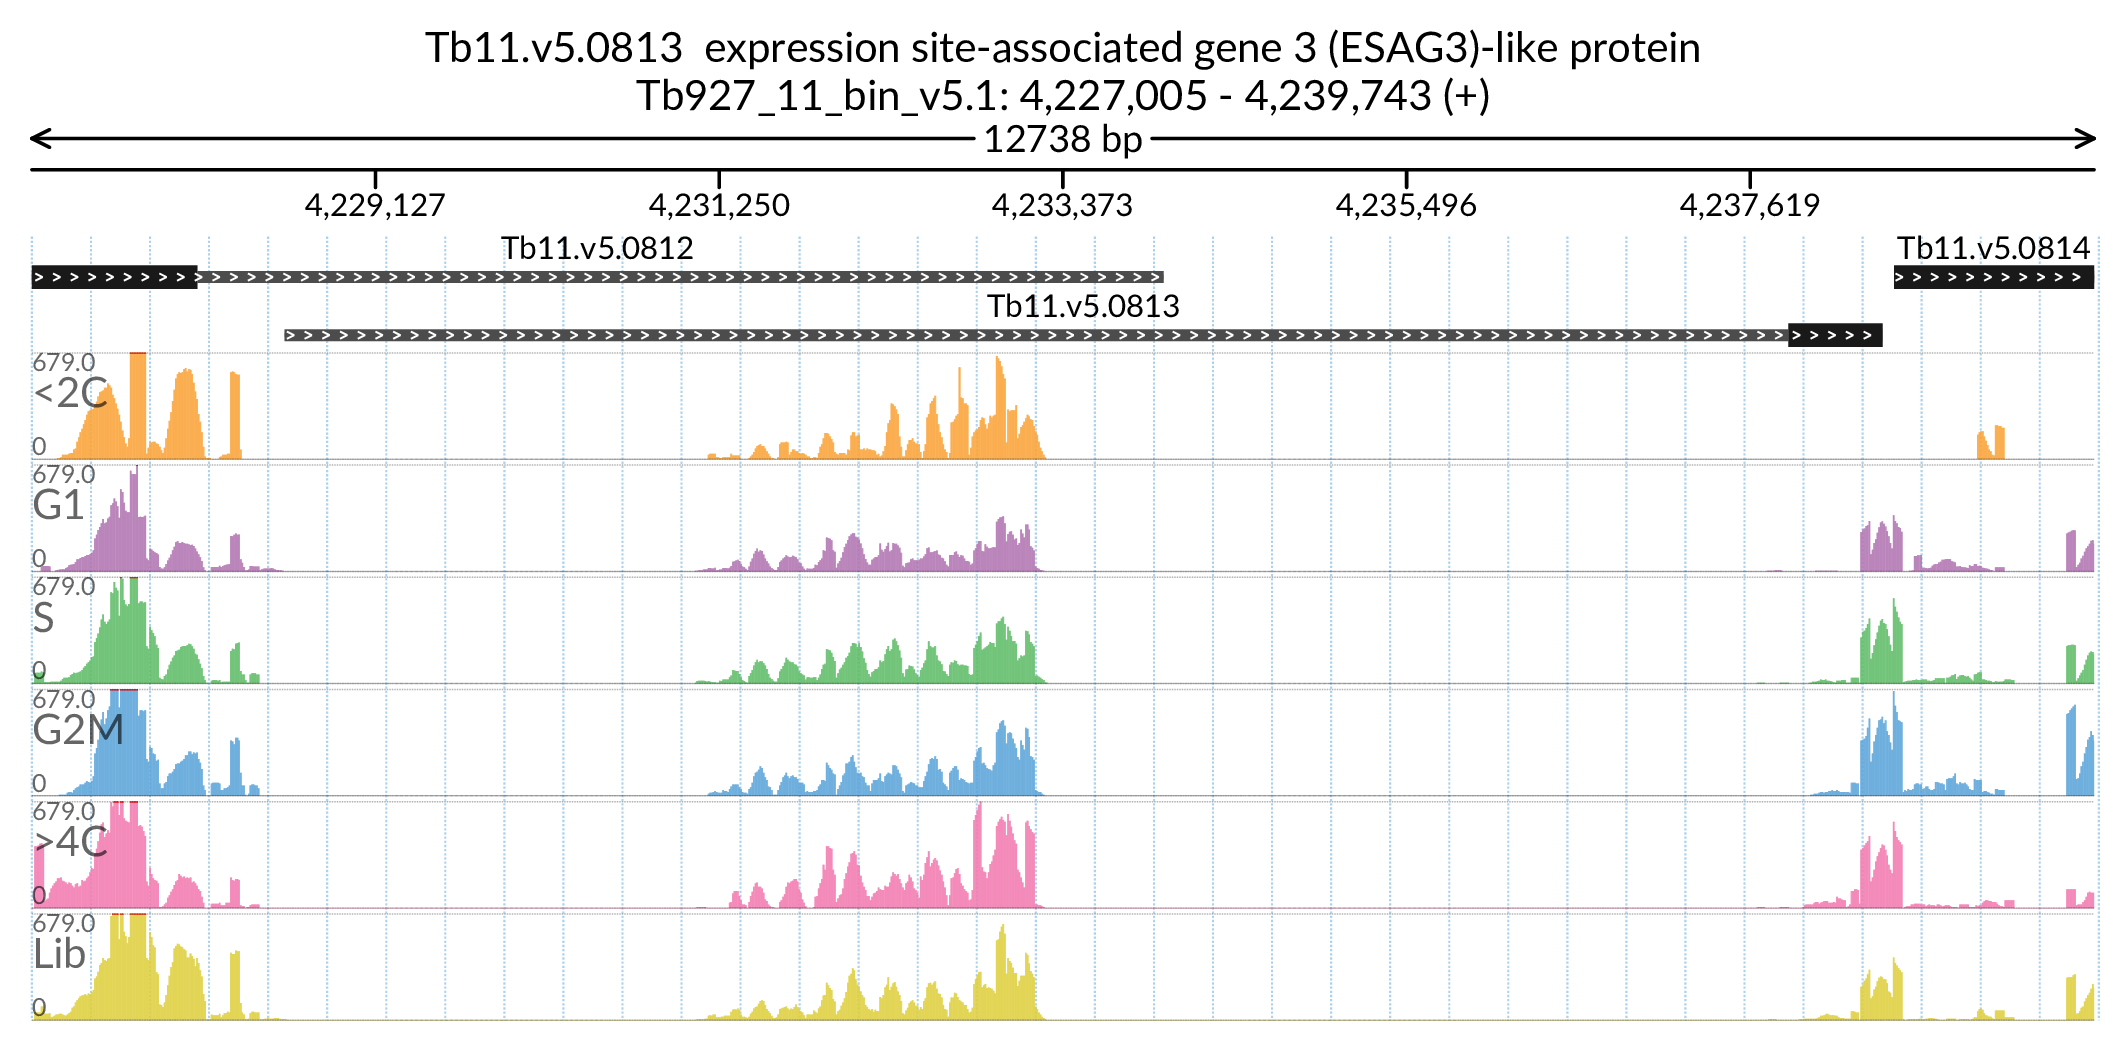 Tb11.v5.0813  expression site-associated gene 3 (ESAG3)-like protein
Tb927_11_bin_v5.1: 4,227,005 - 4,239,743 (+)
12738 bp
4,229,127 4,231,250 4,233,373 4,235,496 4,237,619
Tb11.v5.0812 Tb11.v5.0814
Tb11.v5.0813
679.0
<2C
0
679.0
G1
0
679.0
S
0
679.0
G2M
0
679.0
>4C
0
679.0
Lib
0